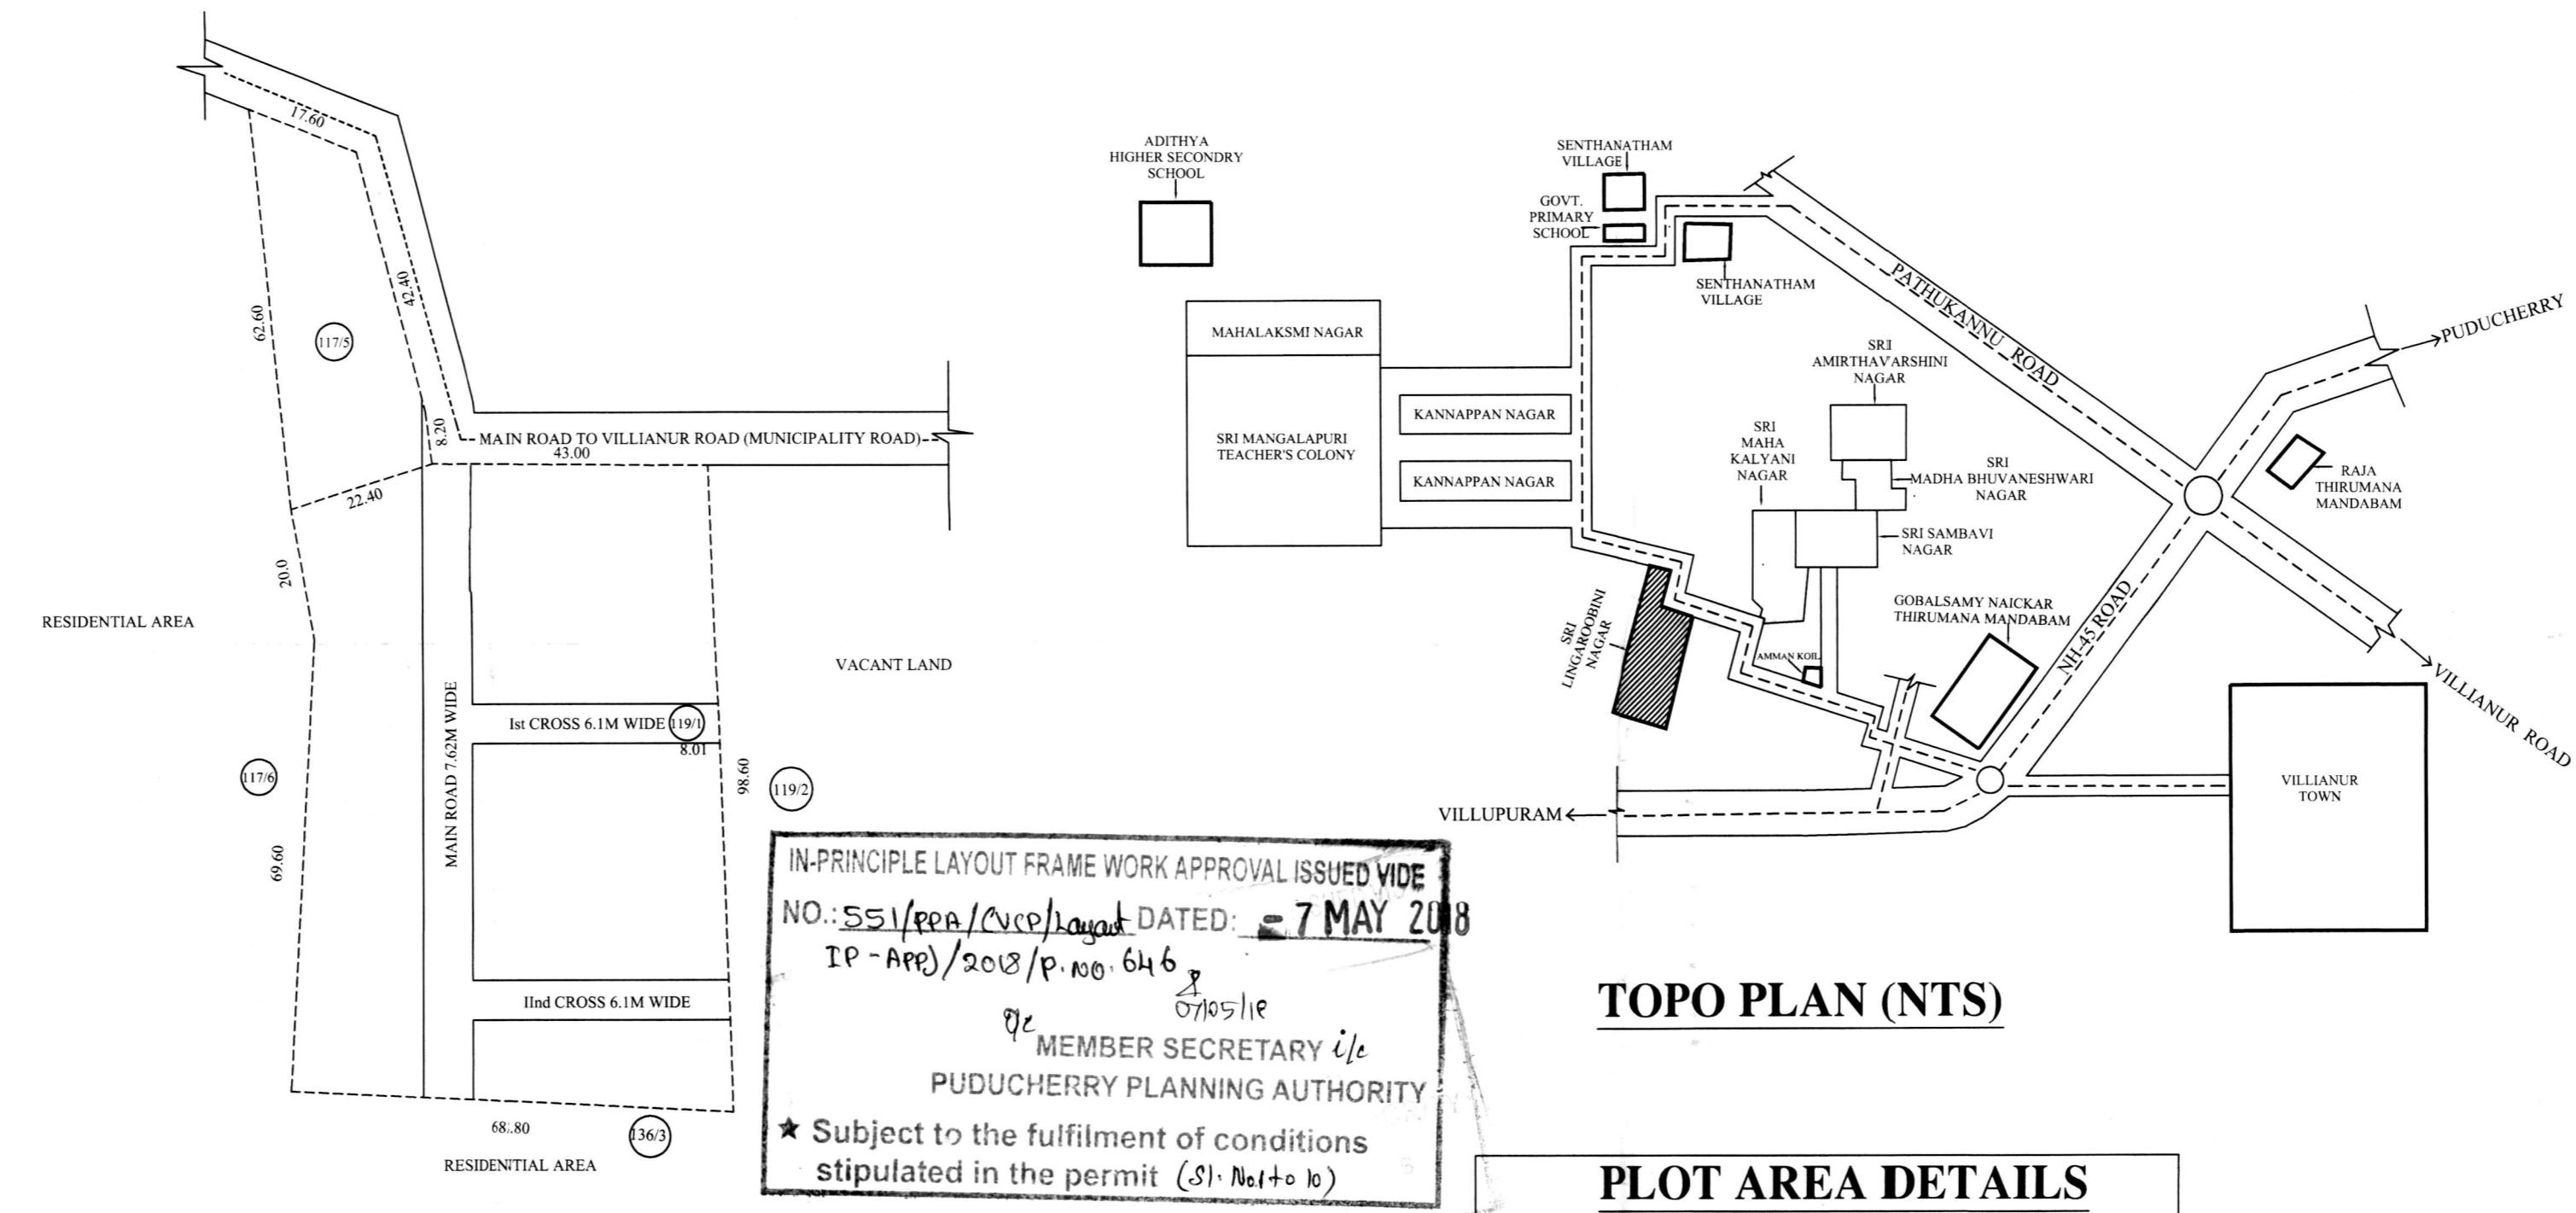 17.60
42.40
62.60
117/5
8.20
MAIN ROAD TO VILLIANUR ROAD (MUNICIPALITY ROAD)
43.00
22.40
20.0
RESIDENTIAL AREA
VACANT LAND
MAIN ROAD 7.62M WIDE
Ist CROSS 6.1M WIDE
119/1
8.01
98.60
119/2
117/6
69.60
IInd CROSS 6.1M WIDE
68.80
136/3
RESIDENTIAL AREA
ADITHYA
HIGHER SECONDRY
SCHOOL
SENTHANATHAM
VILLAGE
GOVT.
PRIMARY
SCHOOL
SENTHANATHAM
VILLAGE
PATHUKANNU ROAD
PUDUCHERRY
MAHALAKSMI NAGAR
SRI MANGALAPURI
TEACHER'S COLONY
KANNAPPAN NAGAR
KANNAPPAN NAGAR
SRI
AMIRTHAVARSHINI
NAGAR
SRI
MAHA
KALYANI
NAGAR
SRI
MADHA BHUVANESHWARI
NAGAR
SRI SAMBAVI
NAGAR
RAJA
THIRUMANA
MANDABAM
SRI
LINGAROOBINI
NAGAR
AMMAN KOIL
GOBALSAMY NAICKAR
THIRUMANA MANDABAM
NH-45 ROAD
VILLIANUR ROAD
VILLUPURAM
VILLIANUR
TOWN
TOPO PLAN (NTS)
IN-PRINCIPLE LAYOUT FRAME WORK APPROVAL ISSUED VIDE
NO.: 551/PPA/CVCP/Layout DATED: - 7 MAY 2018
IP-APP)/2018/P.NO. 646
07/05/18
MEMBER SECRETARY i/c
PUDUCHERRY PLANNING AUTHORITY
★ Subject to the fulfilment of conditions
stipulated in the permit (Sl. No.1 to 10)
PLOT AREA DETAILS